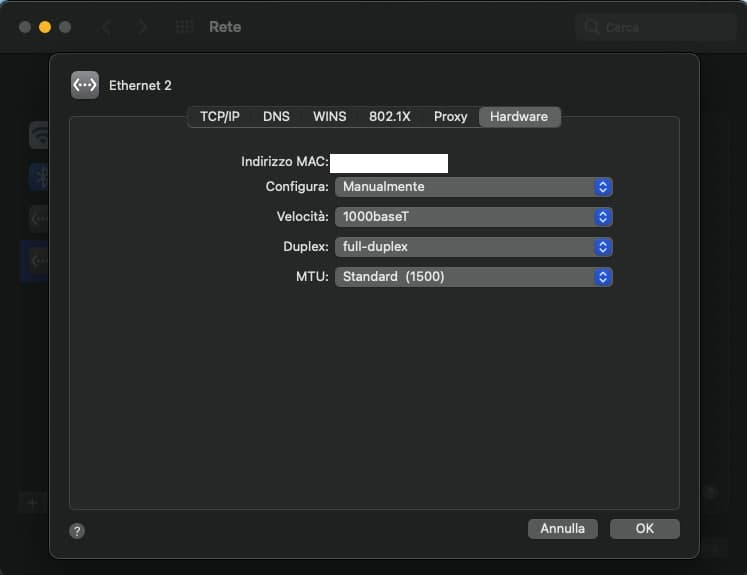 Rete
Cerca
Ethernet 2
TCP/IP DNS WINS 802.1X Proxy Hardware
Indirizzo MAC:
Configura: Manualmente
Velocità: 1000baseT
Duplex: full-duplex
MTU: Standard (1500)
? Annulla OK